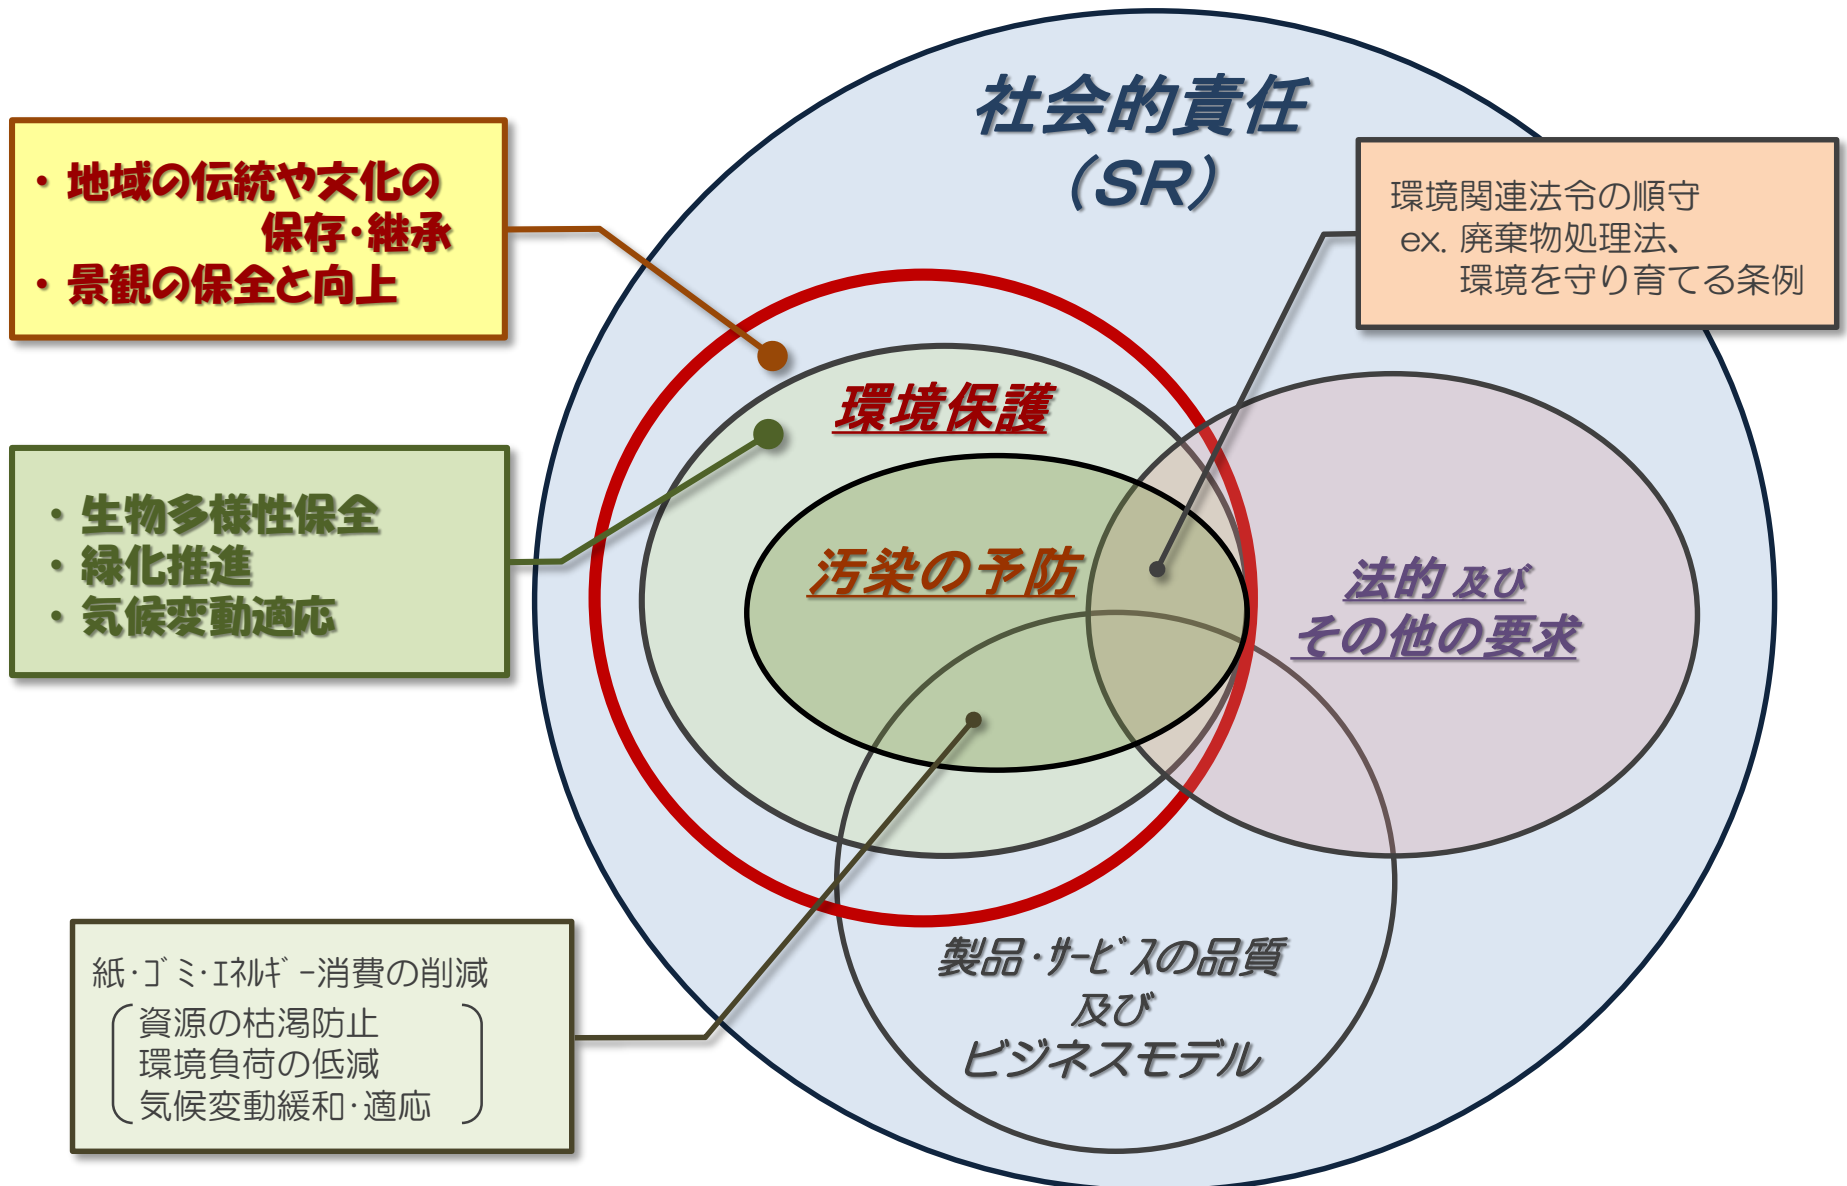 社会的責任
（SR）
・地域の伝統や文化の
保存・継承
・景観の保全と向上
環境関連法令の順守
ex. 廃棄物処理法、
環境を守り育てる条例
環境保護
・生物多様性保全
・緑化推進
・気候変動適応
汚染の予防
法的 及び
その他の要求
製品・ｻｰﾋﾞｽの品質
及び
ビジネスモデル
紙・ｺﾞﾐ・ｴﾈﾙｷﾞｰ消費の削減
資源の枯渇防止
環境負荷の低減
気候変動緩和・適応